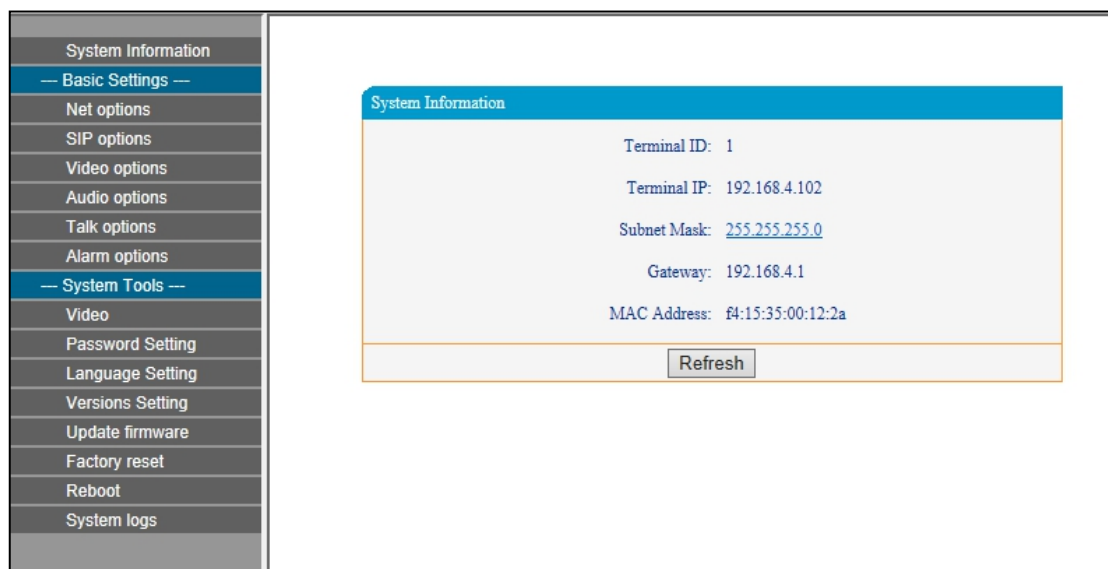 System Information
--- Basic Settings ---
Net options
SIP options
Video options
Audio options
Talk options
Alarm options
--- System Tools ---
Video
Password Setting
Language Setting
Versions Setting
Update firmware
Factory reset
Reboot
System logs
System Information
Terminal ID: 1
Terminal IP: 192.168.4.102
Subnet Mask: 255.255.255.0
Gateway: 192.168.4.1
MAC Address: f4:15:35:00:12:2a
Refresh